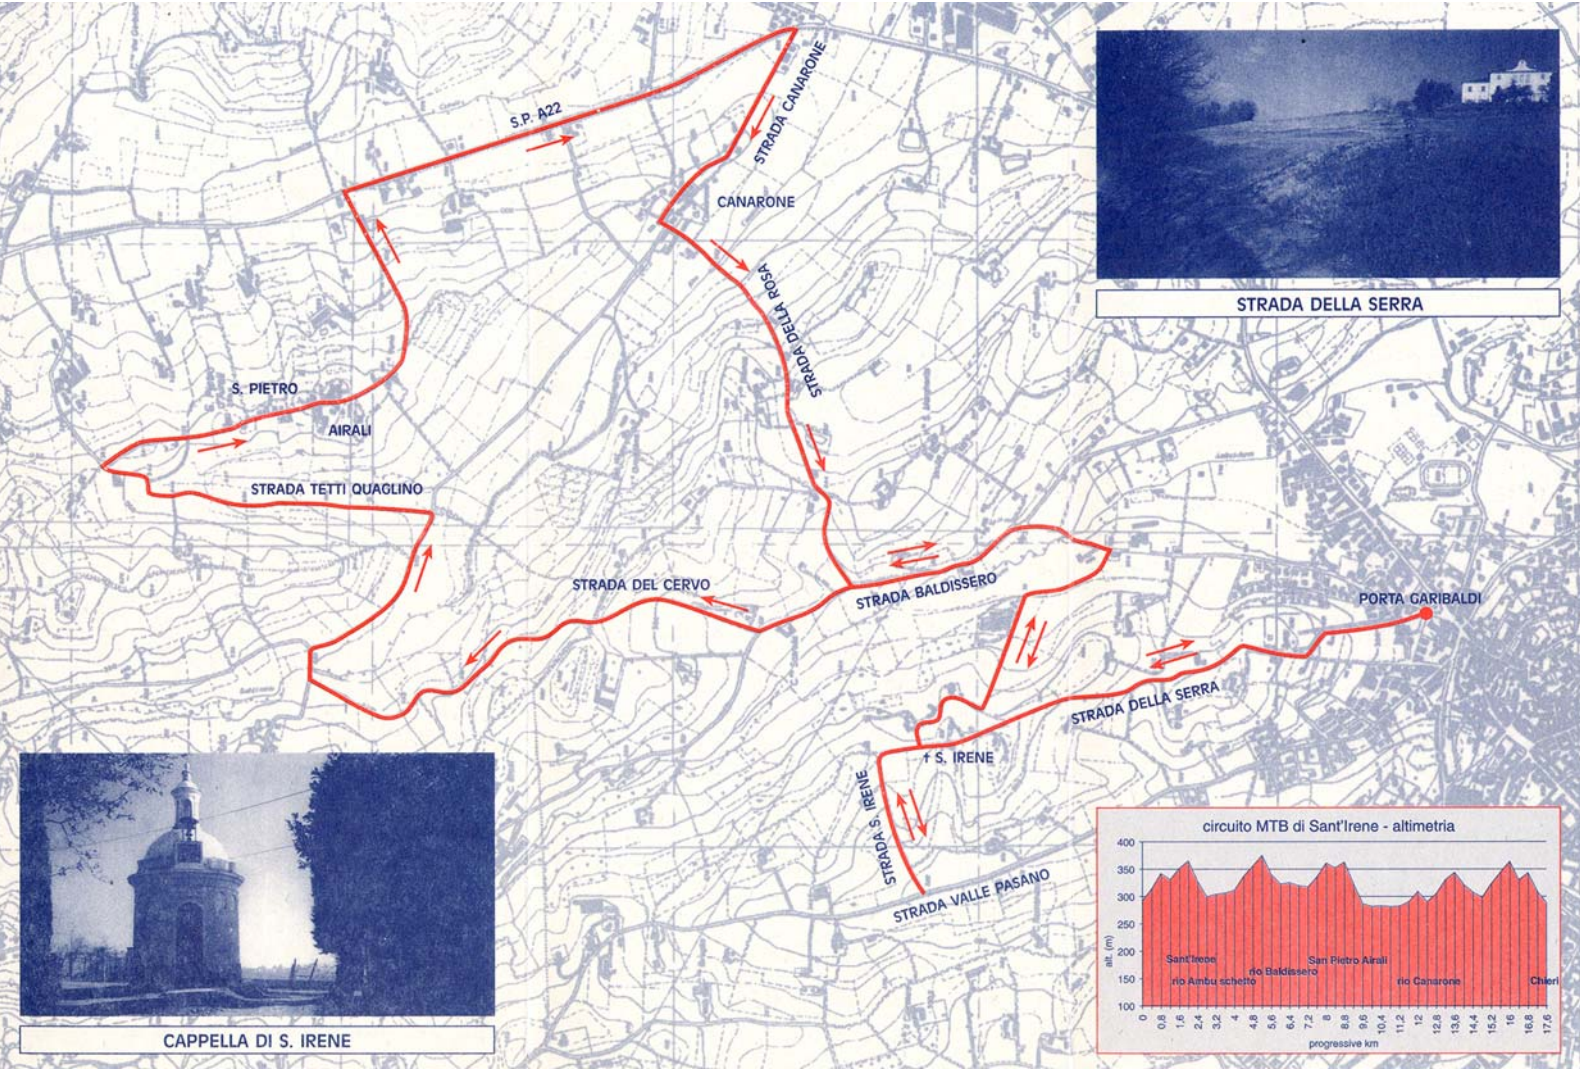 S.P. A22
STRADA CANARONE
CANARONE
STRADA DELLA ROSA
STRADA DELLA ROSA
STRADA DELLA SERRA
S. PIETRO
AIRALI
STRADA TETTI QUAGLINO
STRADA DEL CERVO
STRADA BALDISSERO
PORTA GARIBALDI
STRADA DELLA SERRA
† S. IRENE
STRADA S. IRENE
STRADA VALLE PASANO
CAPPELLA DI S. IRENE
circuito MTB di Sant'Irene - altimetria
alt. (m)
400
350
300
250
200
150
100
Sant'Irene
rio Ambu schetto
rio Baldissero
San Pietro Airali
rio Canarone
Chieri
0 0,8 1,6 2,4 3,2 4 4,8 5,6 6,4 7,2 8 8,8 9,6 10,4 11,2 12 12,8 13,6 14,4 15,2 16 16,8 17,6
progressive km